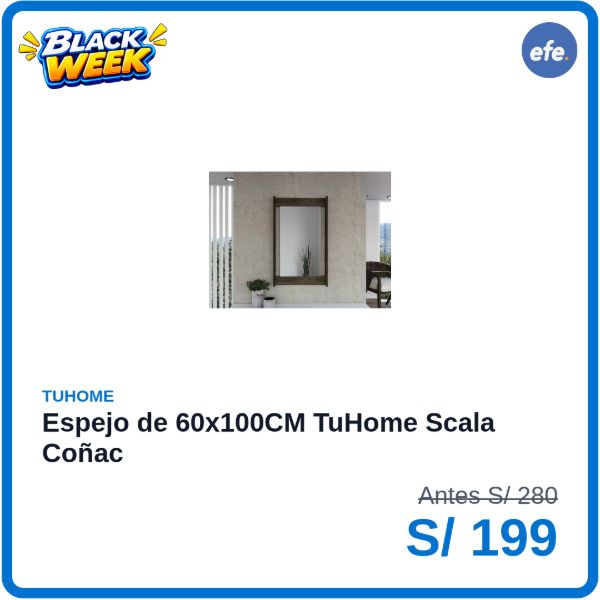 BLACK
WEEK
efe.
TUHOME
Espejo de 60x100CM TuHome Scala
Coñac
Antes S/ 280
S/ 199